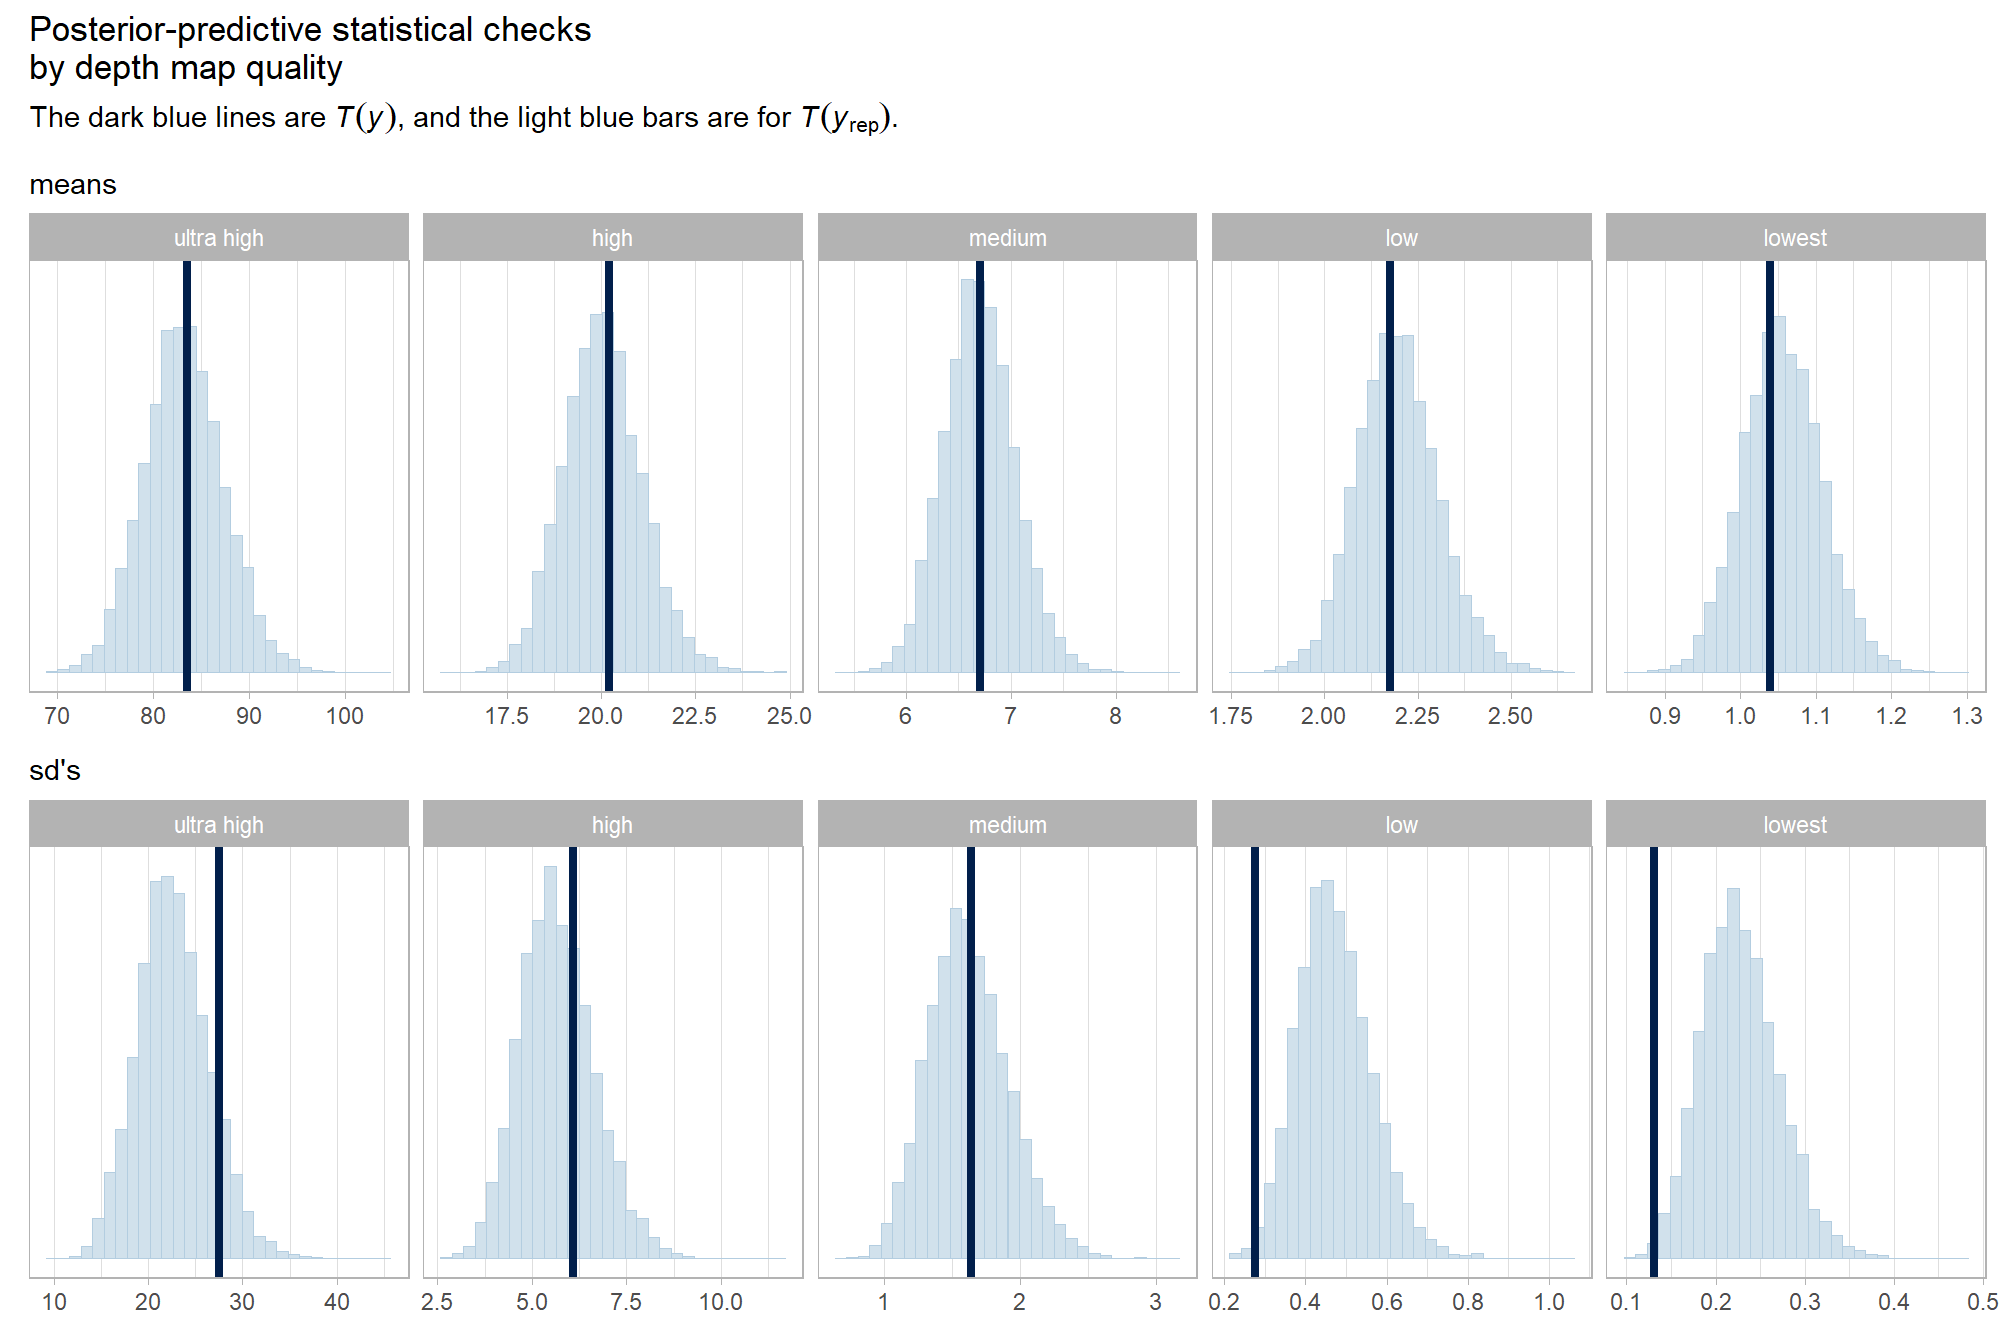 Posterior-predictive statistical checks
by depth map quality
The dark blue lines are T(y), and the light blue bars are for T(y_rep).
means
ultra high high medium low lowest
70 80 90 100 17.5 20.0 22.5 25.0 6 7 8 1.75 2.00 2.25 2.50 0.9 1.0 1.1 1.2 1.3
sd's
ultra high high medium low lowest
10 20 30 40 2.5 5.0 7.5 10.0 1 2 3 0.2 0.4 0.6 0.8 1.0 0.1 0.2 0.3 0.4 0.5